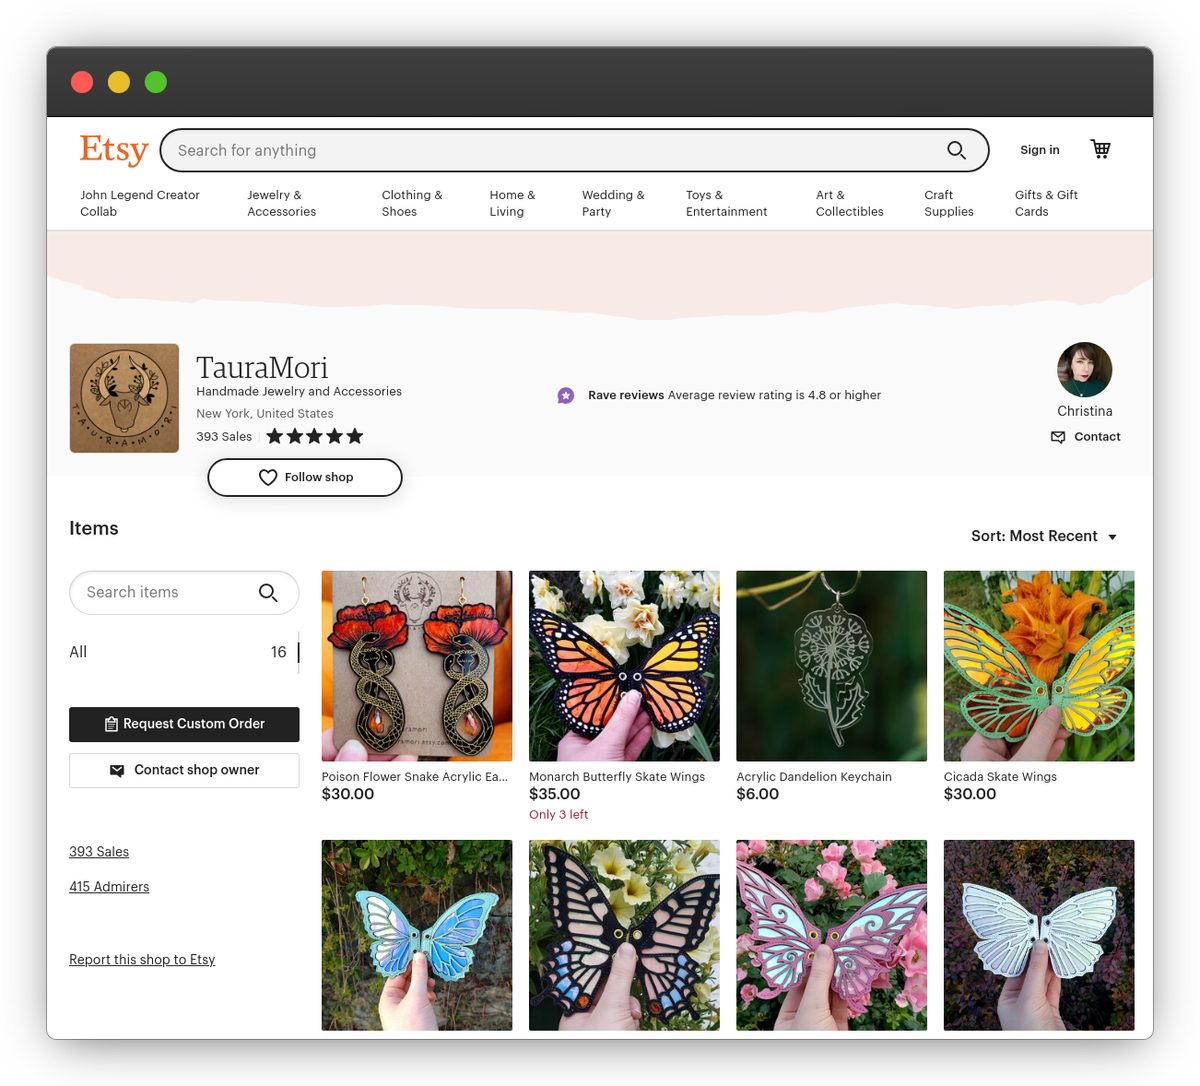 Etsy
Search for anything
Sign in
John Legend Creator
Collab
Jewelry &
Accessories
Clothing &
Shoes
Home &
Living
Wedding &
Party
Toys &
Entertainment
Art &
Collectibles
Craft
Supplies
Gifts & Gift
Cards
T·A·U·R·A·M·O·R·I
TauraMori
Handmade Jewelry and Accessories
New York, United States
393 Sales
Follow shop
Rave reviews Average review rating is 4.8 or higher
Christina
Contact
Items
Sort: Most Recent
Search items
All 16
Request Custom Order
Contact shop owner
393 Sales
415 Admirers
Report this shop to Etsy
Poison Flower Snake Acrylic Ea...
$30.00
Monarch Butterfly Skate Wings
$35.00
Only 3 left
Acrylic Dandelion Keychain
$6.00
Cicada Skate Wings
$30.00